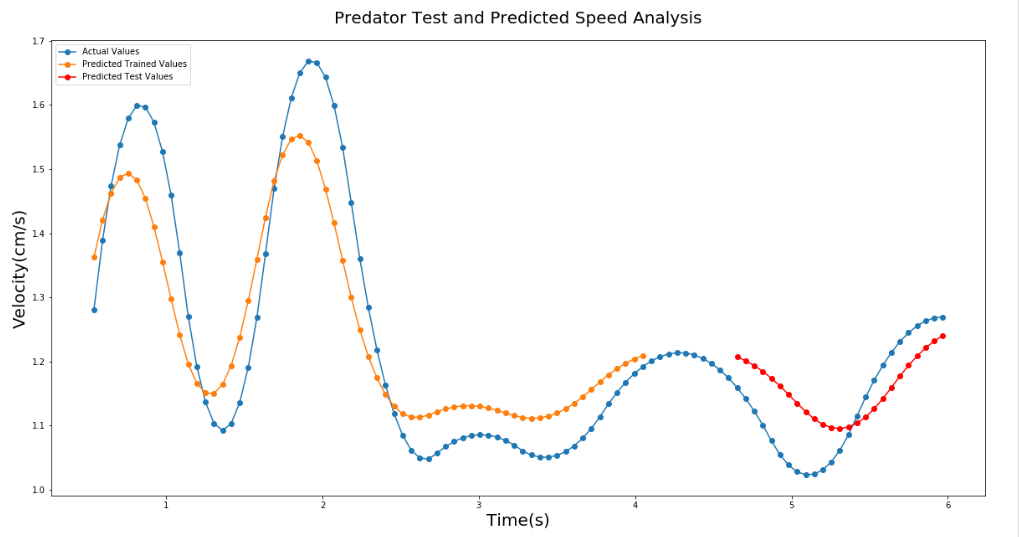 Predator Test and Predicted Speed Analysis
Actual Values
Predicted Trained Values
Predicted Test Values
1.7
1.6
1.5
1.4
1.3
1.2
1.1
1.0
Velocity(cm/s)
1 2 3 4 5 6
Time(s)